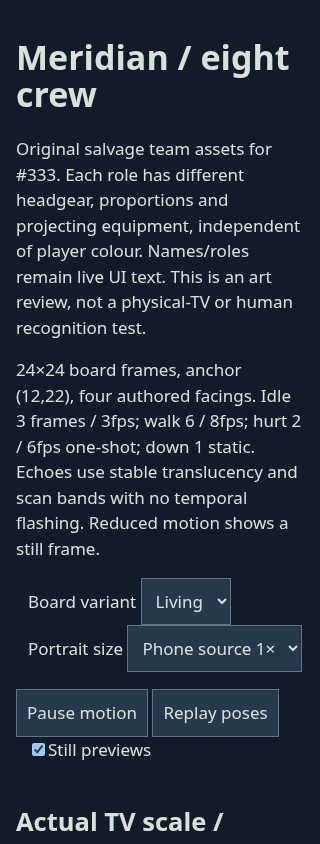 Meridian / eight
crew
Original salvage team assets for
#333. Each role has different
headgear, proportions and
projecting equipment, independent
of player colour. Names/roles
remain live UI text. This is an art
review, not a physical-TV or human
recognition test.
24×24 board frames, anchor
(12,22), four authored facings. Idle
3 frames / 3fps; walk 6 / 8fps; hurt 2
/ 6fps one-shot; down 1 static.
Echoes use stable translucency and
scan bands with no temporal
flashing. Reduced motion shows a
still frame.
Board variant Living
Portrait size Phone source 1×
Pause motion Replay poses
Still previews
Actual TV scale /